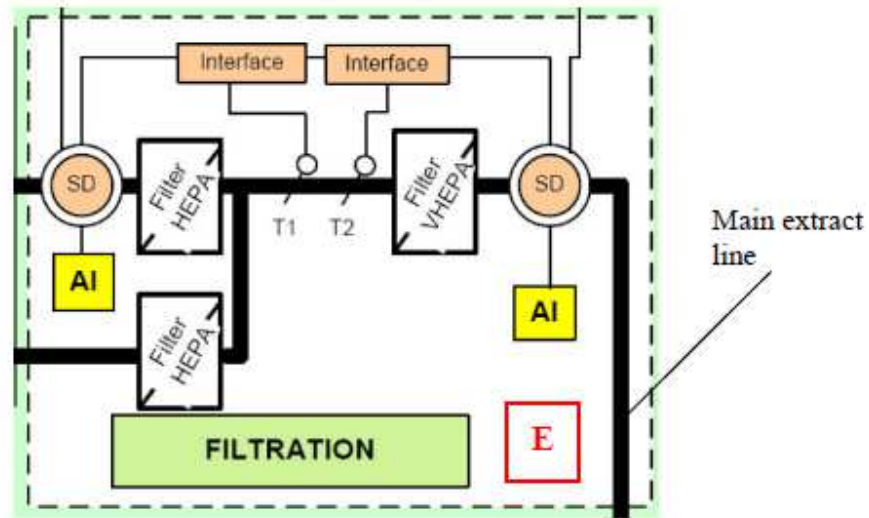 Interface
Interface
SD
Filter
HEPA
T1
T2
Filter
VHEPA
SD
Main extract
line
AI
AI
Filter
HEPA
FILTRATION
E